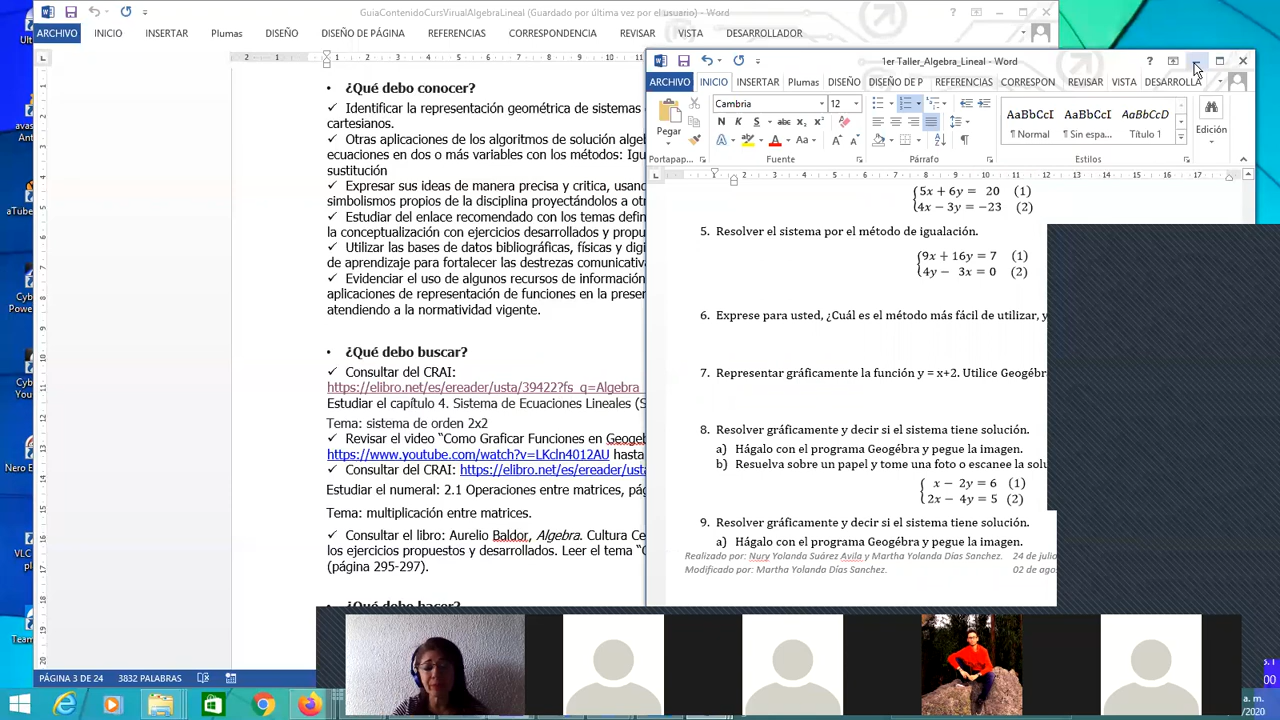 GuiaContenidoCursVirualAlgebraLineal (Guardado por última vez por el usuario) - Word
ARCHIVO INICIO INSERTAR Plumas DISEÑO DISEÑO DE PÁGINA REFERENCIAS CORRESPONDENCIA REVISAR VISTA DESARROLLADOR
• ¿Qué debo conocer?
✓ Identificar la representación geométrica de sistemas
cartesianos.
✓ Otras aplicaciones de los algoritmos de solución alge
ecuaciones en dos o más variables con los métodos: Igu
sustitución
✓ Expresar sus ideas de manera precisa y critica, usand
simbolismos propios de la disciplina proyectándolos a otr
✓ Estudiar del enlace recomendado con los temas defin
la conceptualización con ejercicios desarrollados y propu
✓ Utilizar las bases de datos bibliográficas, físicas y digi
de aprendizaje para fortalecer las destrezas comunicativa
✓ Evidenciar el uso de algunos recursos de información
aplicaciones de representación de funciones en la presen
atendiendo a la normatividad vigente.
• ¿Qué debo buscar?
✓ Consultar del CRAI:
https://elibro.net/es/ereader/usta/39422?fs_q=Algebra_
Estudiar el capítulo 4. Sistema de Ecuaciones Lineales (S
Tema: sistema de orden 2x2
✓ Revisar el video “Como Graficar Funciones en Geogeb
https://www.youtube.com/watch?v=LKcln4012AU hasta
✓ Consultar del CRAI: https://elibro.net/es/ereader/usta
Estudiar el numeral: 2.1 Operaciones entre matrices, pág
Tema: multiplicación entre matrices.
✓ Consultar el libro: Aurelio Baldor, Algebra. Cultura Ce
los ejercicios propuestos y desarrollados. Leer el tema “C
(página 295-297).
• ¿Qué debo hacer?
PÁGINA 3 DE 24 3832 PALABRAS
1er Taller_Algebra_Lineal - Word
ARCHIVO INICIO INSERTAR Plumas DISEÑO DISEÑO DE P REFERENCIAS CORRESPON REVISAR VISTA DESARROLLA
Cambria 12
Pegar
N K S
AaBbCcI AaBbCcI AaBbCcD
¶ Normal ¶ Sin espa... Título 1
Edición
Portapap... Fuente Párrafo Estilos
5x + 6y = 20 (1)
4x − 3y = −23 (2)
5. Resolver el sistema por el método de igualación.
9x + 16y = 7 (1)
4y − 3x = 0 (2)
6. Exprese para usted, ¿Cuál es el método más fácil de utilizar, y
7. Representar gráficamente la función y = x+2. Utilice Geogébr
8. Resolver gráficamente y decir si el sistema tiene solución.
a) Hágalo con el programa Geogébra y pegue la imagen.
b) Resuelva sobre un papel y tome una foto o escanee la solu
x − 2y = 6 (1)
2x − 4y = 5 (2)
9. Resolver gráficamente y decir si el sistema tiene solución.
a) Hágalo con el programa Geogébra y pegue la imagen.
Realizado por: Nury Yolanda Suárez Avila y Martha Yolanda Días Sanchez. 24 de julio
Modificado por: Martha Yolanda Días Sanchez. 02 de ago